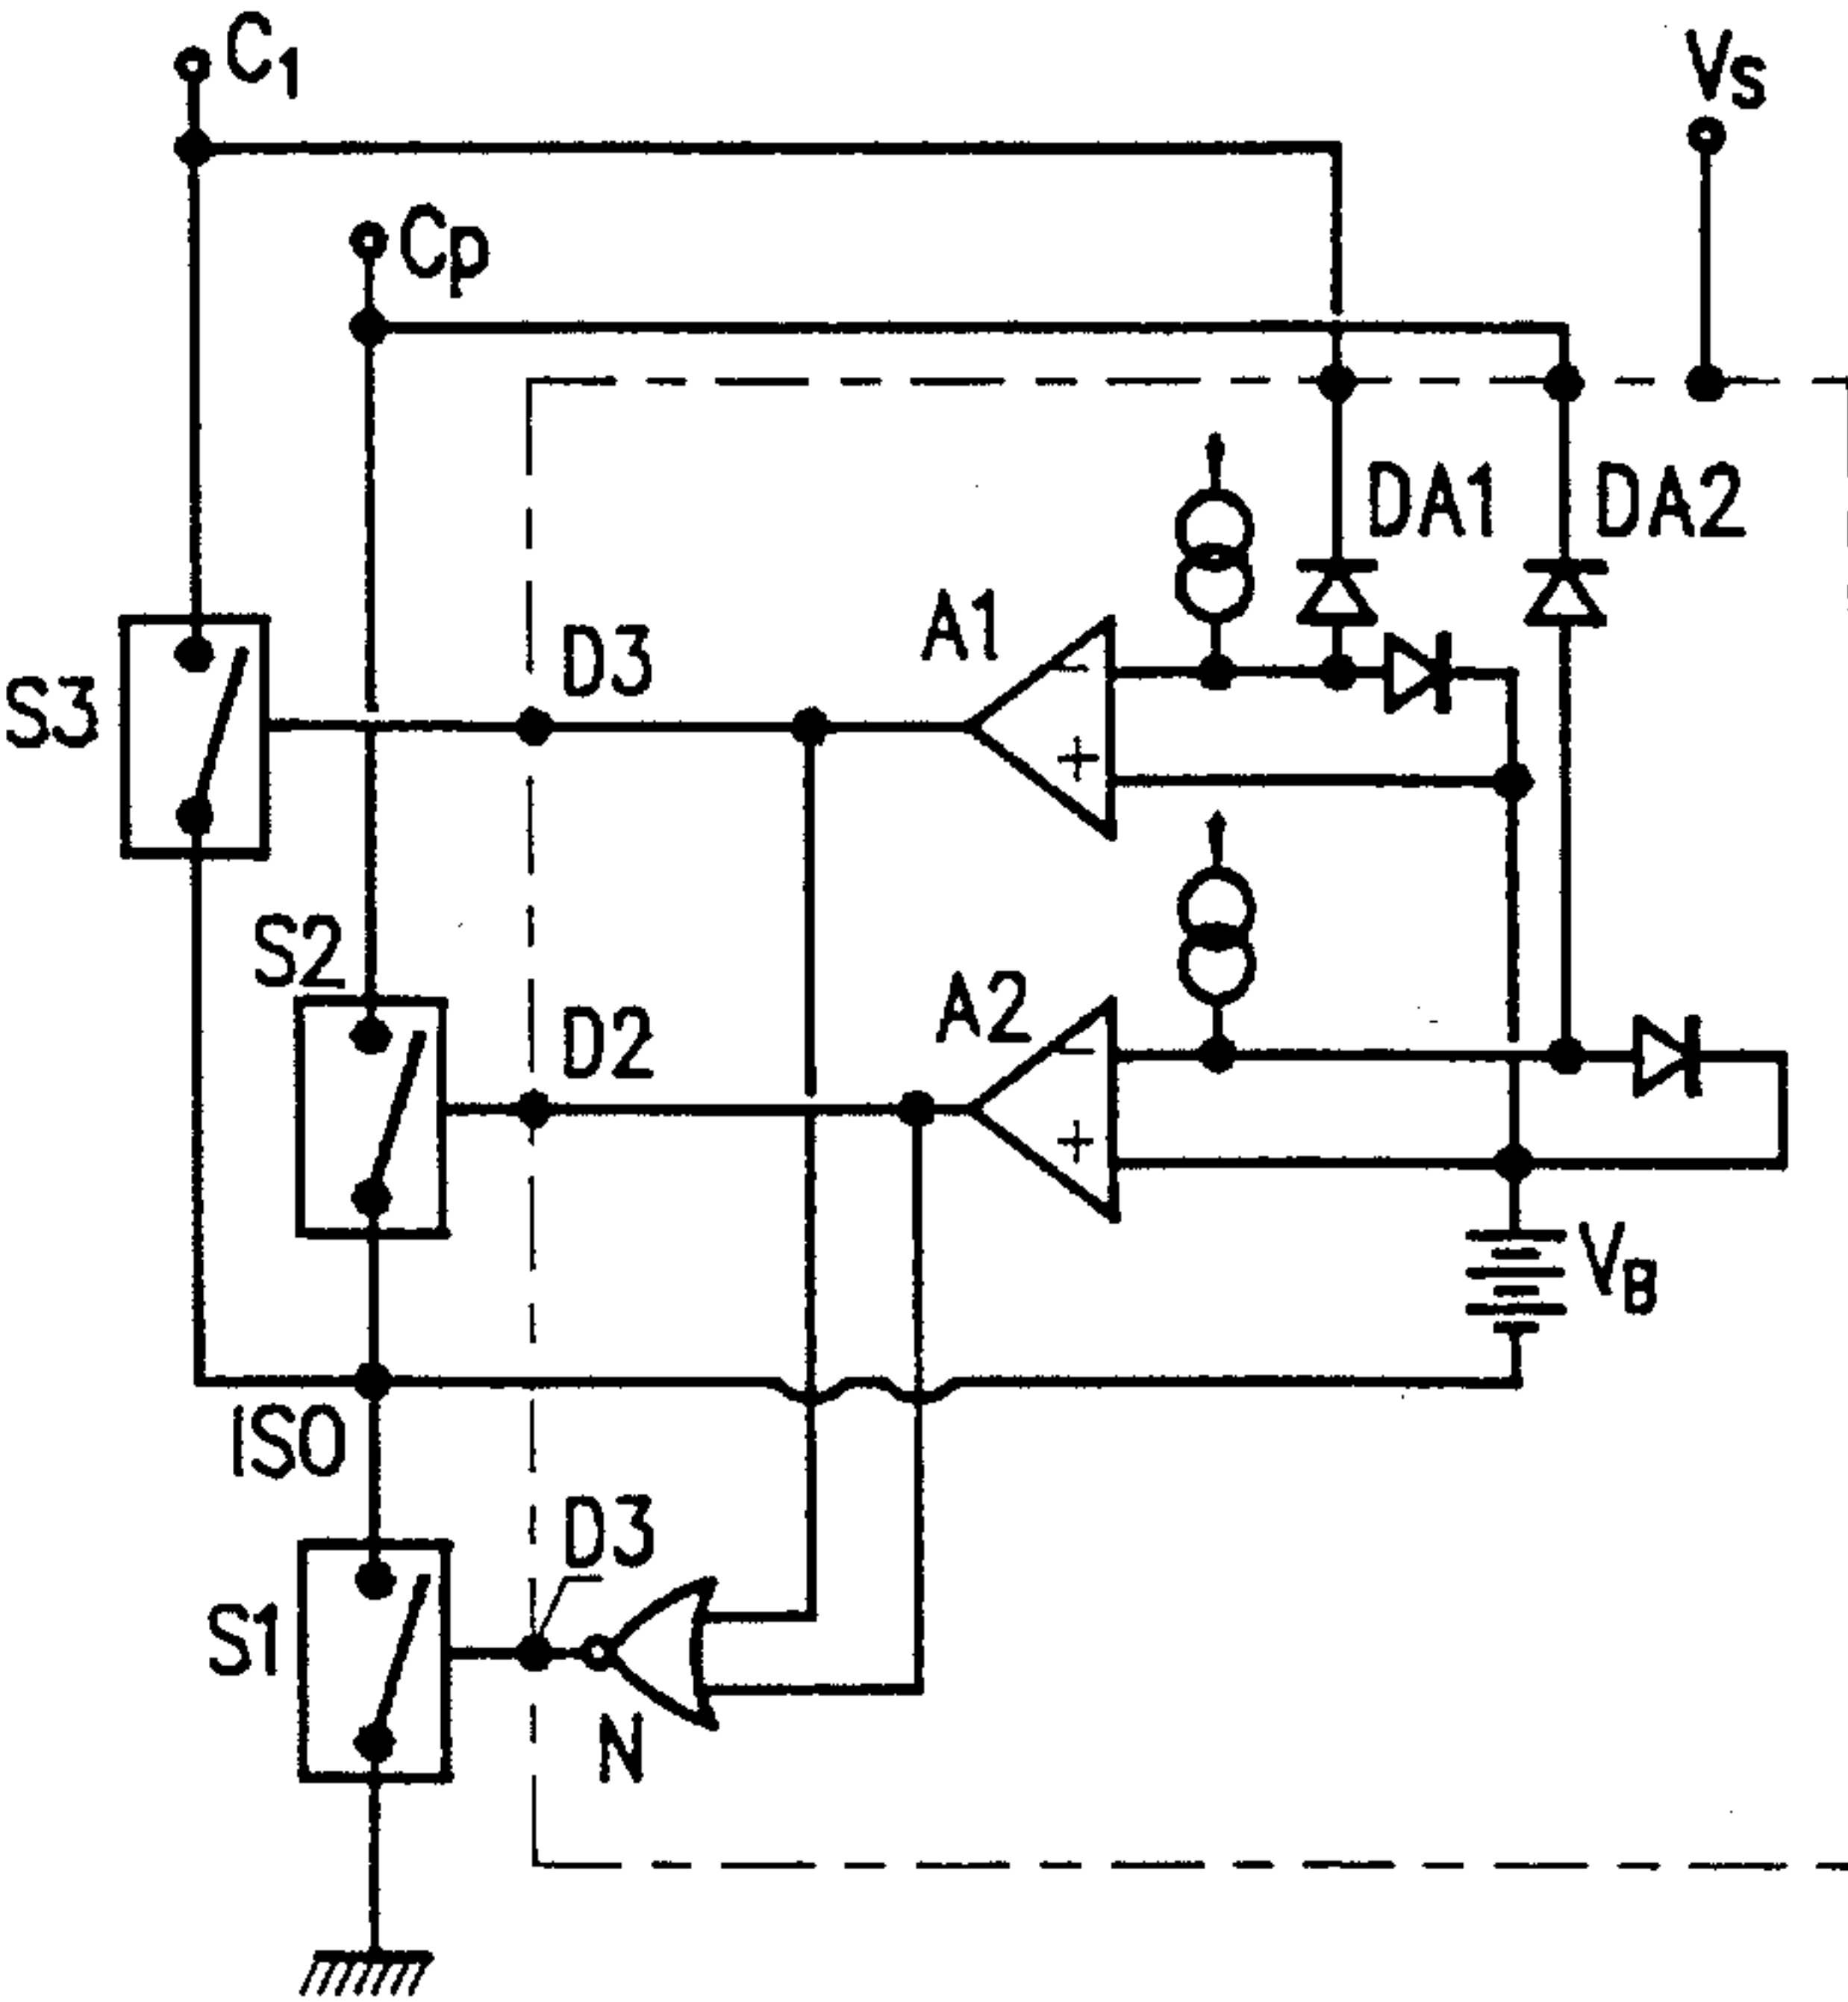 C1
VS
Cp
DA1
DA2
A1
D3
S3
-
+
S2
A2
D2
-
+
VB
ISO
D3
S1
N